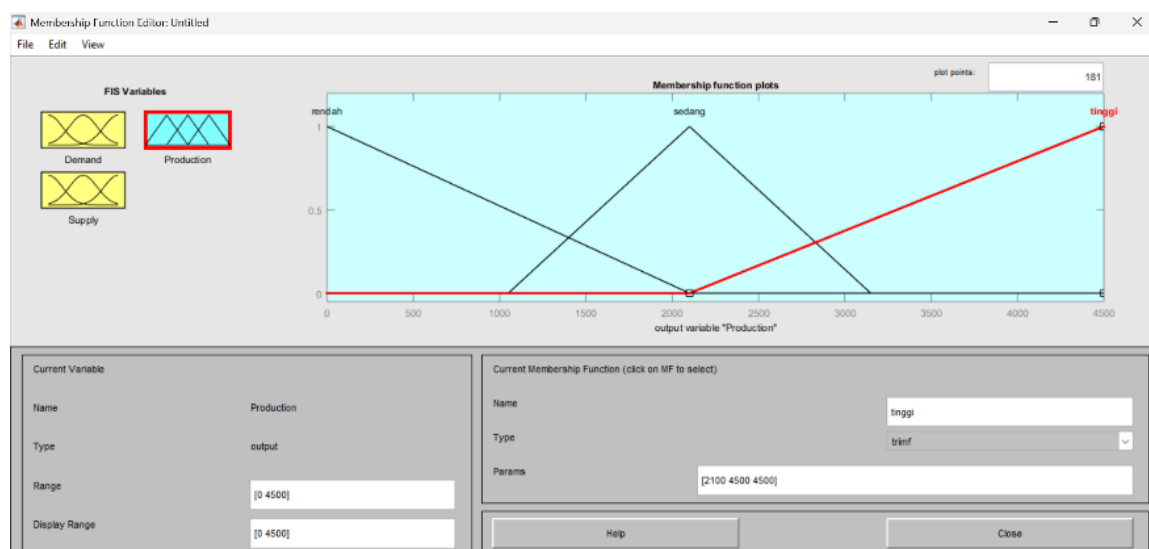 Membership Function Editor: Untitled
File Edit View
FIS Variables
Demand
Production
Supply
plot points:
181
Membership function plots
rendah
sedang
tinggi
1
0.5
0
0 500 1000 1500 2000 2500 3000 3500 4000 4500
output variable "Production"
Current Variable
Name Production
Type output
Range [0 4500]
Display Range [0 4500]
Current Membership Function (click on MF to select)
Name tinggi
Type trimf
Params [2100 4500 4500]
Help
Close